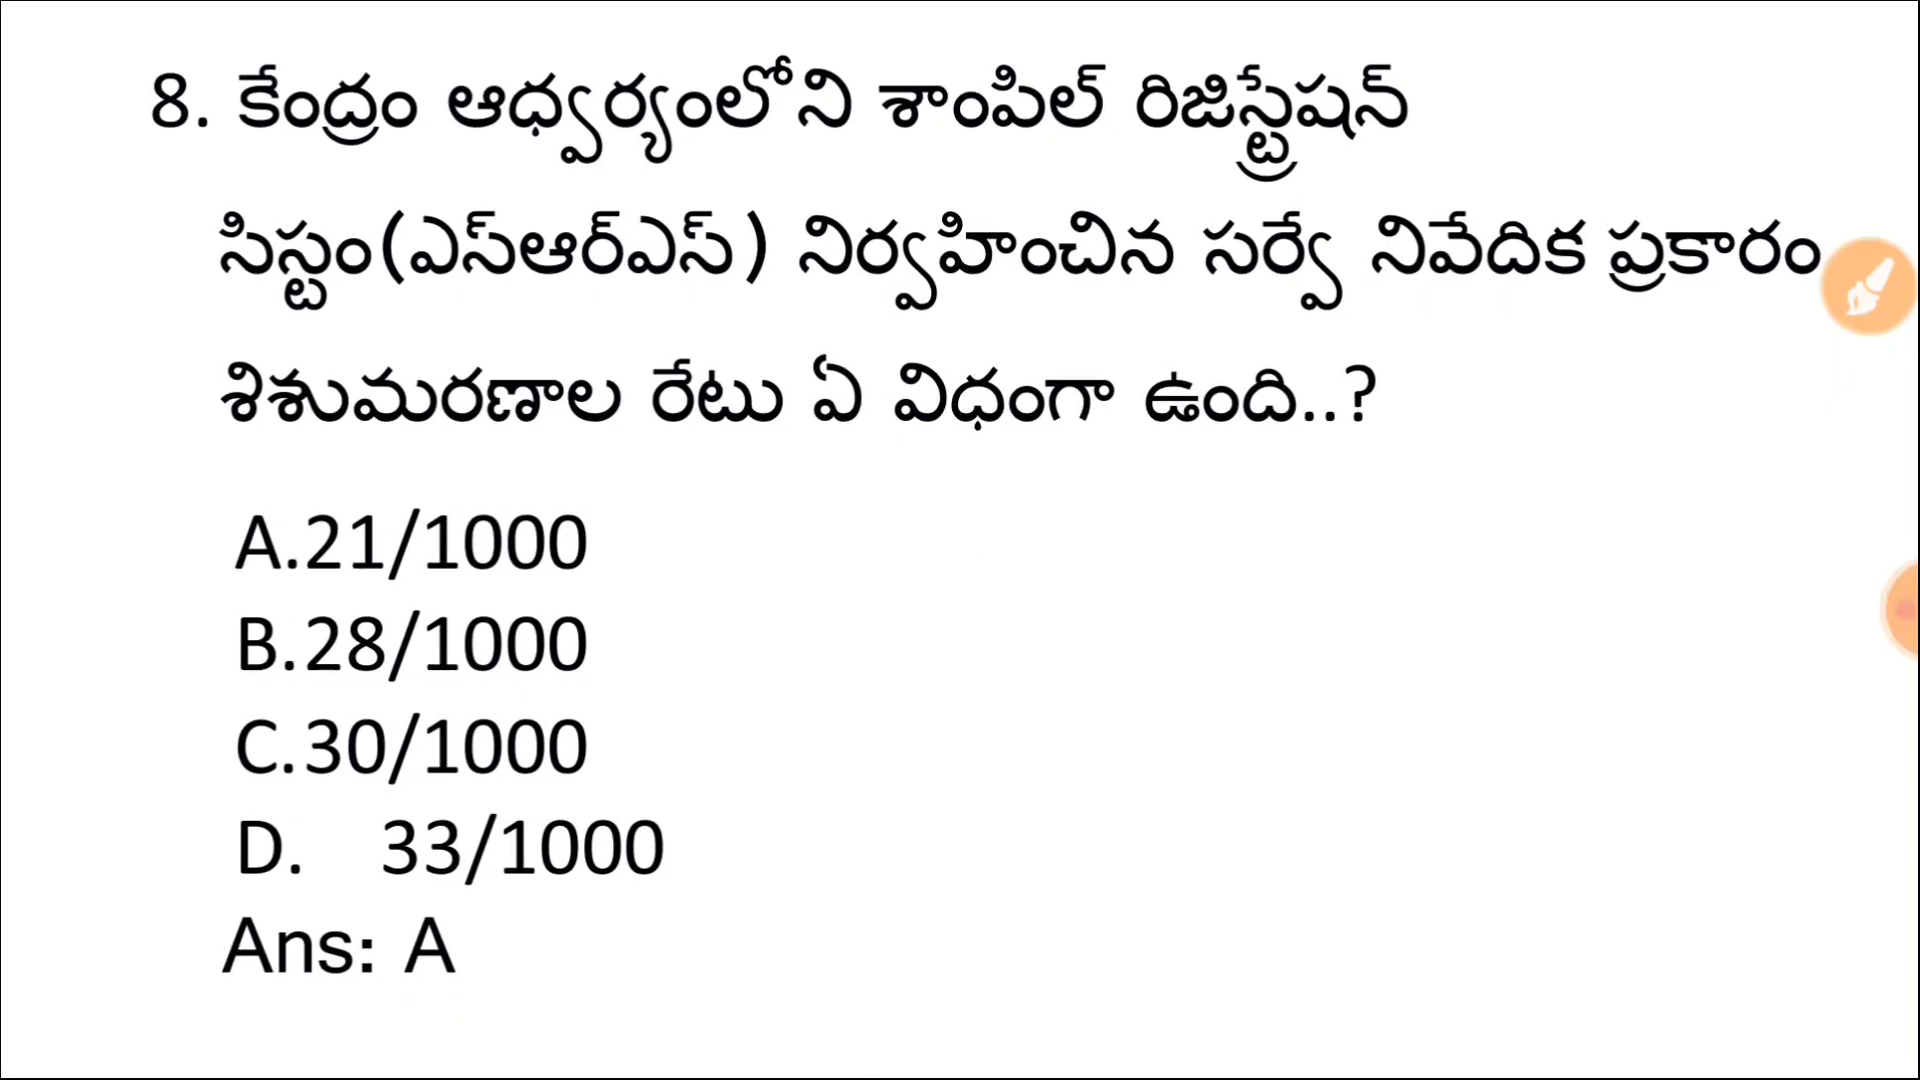 8. కేంద్రం ఆధ్వర్యంలోని శాంపిల్ రిజిస్ట్రేషన్
సిస్టం(ఎస్ఆర్ఎస్) నిర్వహించిన సర్వే నివేదిక ప్రకారం
శిశుమరణాల రేటు ఏ విధంగా ఉంది..?
A.21/1000
B.28/1000
C.30/1000
D. 33/1000
Ans: A